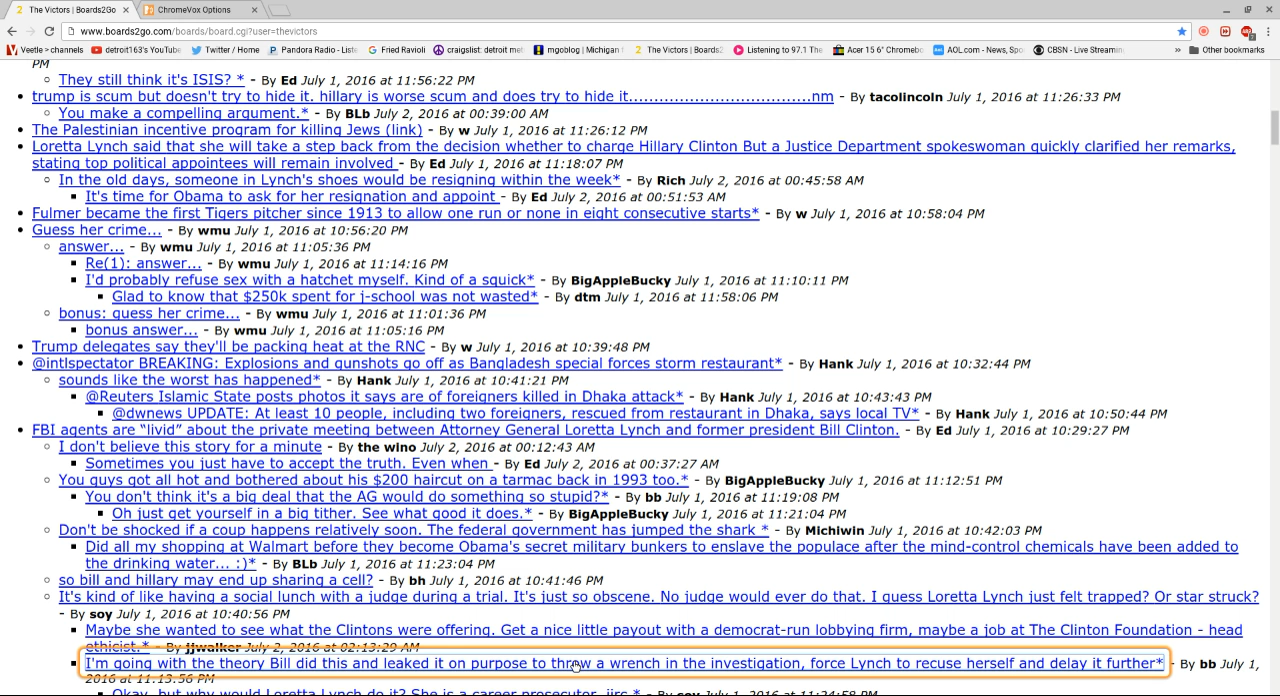 The Victors | Boards2Go
ChromeVox Options
www.boards2go.com/boards/board.cgi?user=thevictors
Veetle > channels detroit163's YouTube Twitter / Home Pandora Radio - Liste Fried Ravioli craigslist: detroit met mgoblog | Michigan The Victors | Boards2 Listening to 97.1 The Acer 15 6" Chromebo AOL.com - News, Spo CBSN - Live Streamin » Other bookmarks
PM
They still think it's ISIS? * - By Ed July 1, 2016 at 11:56:22 PM
trump is scum but doesn't try to hide it. hillary is worse scum and does try to hide it..................................nm - By tacolincoln July 1, 2016 at 11:26:33 PM
You make a compelling argument.* - By BLb July 2, 2016 at 00:39:00 AM
The Palestinian incentive program for killing Jews (link) - By w July 1, 2016 at 11:26:12 PM
Loretta Lynch said that she will take a step back from the decision whether to charge Hillary Clinton But a Justice Department spokeswoman quickly clarified her remarks,
stating top political appointees will remain involved - By Ed July 1, 2016 at 11:18:07 PM
In the old days, someone in Lynch's shoes would be resigning within the week* - By Rich July 2, 2016 at 00:45:58 AM
It's time for Obama to ask for her resignation and appoint - By Ed July 2, 2016 at 00:51:53 AM
Fulmer became the first Tigers pitcher since 1913 to allow one run or none in eight consecutive starts* - By w July 1, 2016 at 10:58:04 PM
Guess her crime... - By wmu July 1, 2016 at 10:56:20 PM
answer... - By wmu July 1, 2016 at 11:05:36 PM
Re(1): answer... - By wmu July 1, 2016 at 11:14:16 PM
I'd probably refuse sex with a hatchet myself. Kind of a squick* - By BigAppleBucky July 1, 2016 at 11:10:11 PM
Glad to know that $250k spent for j-school was not wasted* - By dtm July 1, 2016 at 11:58:06 PM
bonus: guess her crime... - By wmu July 1, 2016 at 11:01:36 PM
bonus answer... - By wmu July 1, 2016 at 11:05:16 PM
Trump delegates say they'll be packing heat at the RNC - By w July 1, 2016 at 10:39:48 PM
@intlspectator BREAKING: Explosions and gunshots go off as Bangladesh special forces storm restaurant* - By Hank July 1, 2016 at 10:32:44 PM
sounds like the worst has happened* - By Hank July 1, 2016 at 10:41:21 PM
@Reuters Islamic State posts photos it says are of foreigners killed in Dhaka attack* - By Hank July 1, 2016 at 10:43:43 PM
@dwnews UPDATE: At least 10 people, including two foreigners, rescued from restaurant in Dhaka, says local TV* - By Hank July 1, 2016 at 10:50:44 PM
FBI agents are “livid” about the private meeting between Attorney General Loretta Lynch and former president Bill Clinton. - By Ed July 1, 2016 at 10:29:27 PM
I don't believe this story for a minute - By the wino July 2, 2016 at 00:12:43 AM
Sometimes you just have to accept the truth. Even when - By Ed July 2, 2016 at 00:37:27 AM
You guys got all hot and bothered about his $200 haircut on a tarmac back in 1993 too.* - By BigAppleBucky July 1, 2016 at 11:12:51 PM
You don't think it's a big deal that the AG would do something so stupid?* - By bb July 1, 2016 at 11:19:08 PM
Oh just get yourself in a big tither. See what good it does.* - By BigAppleBucky July 1, 2016 at 11:21:04 PM
Don't be shocked if a coup happens relatively soon. The federal government has jumped the shark * - By Michiwin July 1, 2016 at 10:42:03 PM
Did all my shopping at Walmart before they become Obama's secret military bunkers to enslave the populace after the mind-control chemicals have been added to
the drinking water... :)* - By BLb July 1, 2016 at 11:23:04 PM
so bill and hillary may end up sharing a cell? - By bh July 1, 2016 at 10:41:46 PM
It's kind of like having a social lunch with a judge during a trial. It's just so obscene. No judge would ever do that. I guess Loretta Lynch just felt trapped? Or star struck?
- By soy July 1, 2016 at 10:40:56 PM
Maybe she wanted to see what the Clintons were offering. Get a nice little payout with a democrat-run lobbying firm, maybe a job at The Clinton Foundation - head
ethicist.* - By jjwalker July 2, 2016 at 02:13:29 AM
I'm going with the theory Bill did this and leaked it on purpose to throw a wrench in the investigation, force Lynch to recuse herself and delay it further* - By bb July 1,
2016 at 11:13:56 PM
Okay, but why would Loretta Lynch do it? She is a career prosecutor, iirc.* - By soy July 1, 2016 at 11:24:58 PM